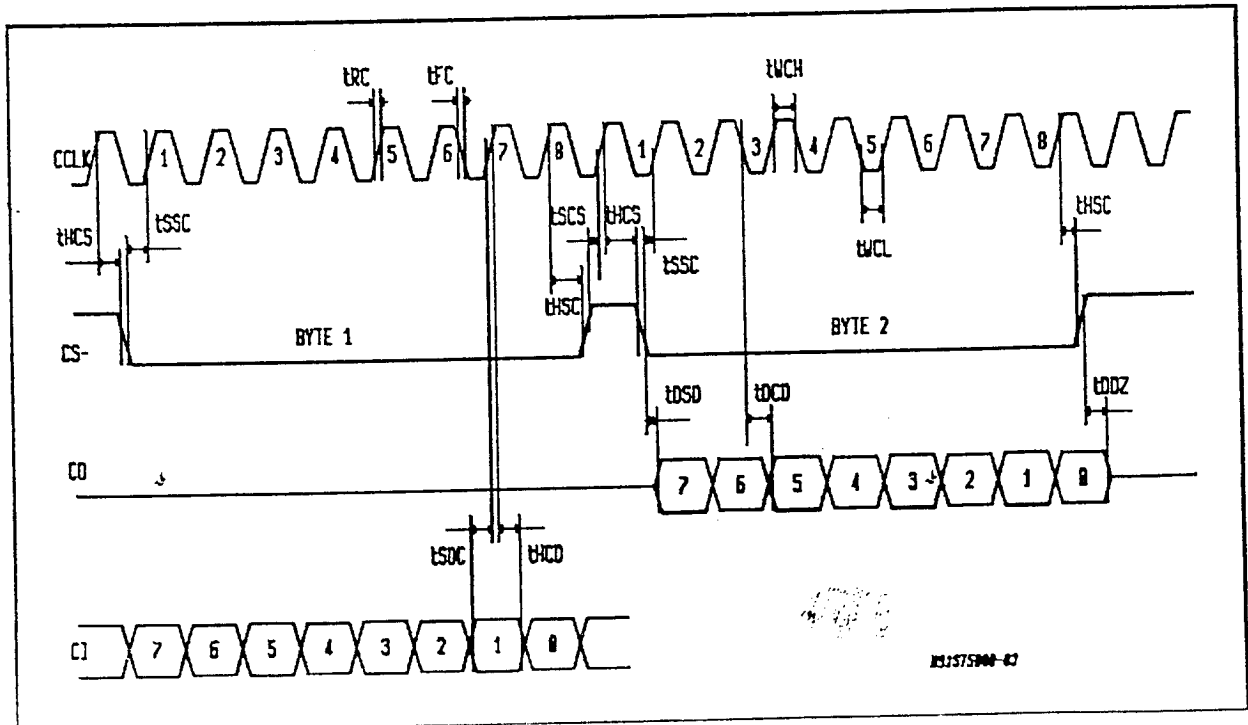 tRC tFC tWCH
CCLK 1 2 3 4 5 6 7 8 1 2 3 4 5 6 7 8
tHCS tSSC tSCS tHCS tSSC tWCL tHSC
tHSC
CS- BYTE 1 BYTE 2
tDSD tDCD tDDZ
CO 7 6 5 4 3 2 1 0
tSDC tHCD
CI 7 6 5 4 3 2 1 0